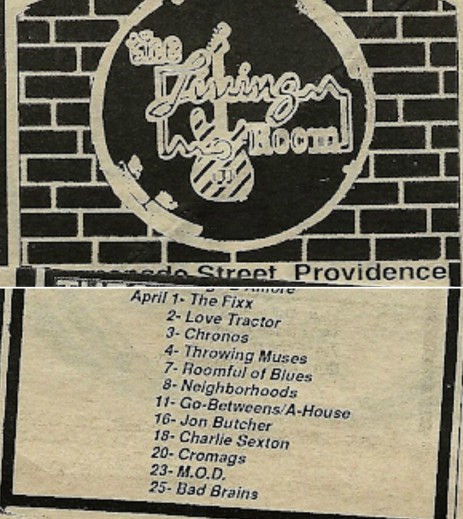 the
Living
Room
Street, Providence
April 1- The Fixx
2- Love Tractor
3- Chronos
4- Throwing Muses
7- Roomful of Blues
8- Neighborhoods
11- Go-Betweens/A-House
16- Jon Butcher
18- Charlie Sexton
20- Cromags
23- M.O.D.
25- Bad Brains